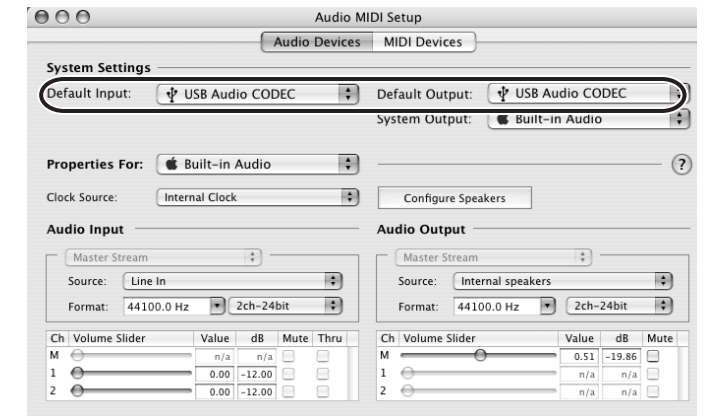 Audio MIDI Setup
Audio Devices MIDI Devices
System Settings
Default Input: USB Audio CODEC Default Output: USB Audio CODEC
System Output: Built-in Audio
Properties For: Built-in Audio ?
Clock Source: Internal Clock Configure Speakers
Audio Input Audio Output
Master Stream Master Stream
Source: Line In Source: Internal speakers
Format: 44100.0 Hz 2ch-24bit Format: 44100.0 Hz 2ch-24bit
Ch Volume Slider Value dB Mute Thru Ch Volume Slider Value dB Mute
M n/a n/a M 0.51 -19.86
1 0.00 -12.00 1 n/a n/a
2 0.00 -12.00 2 n/a n/a